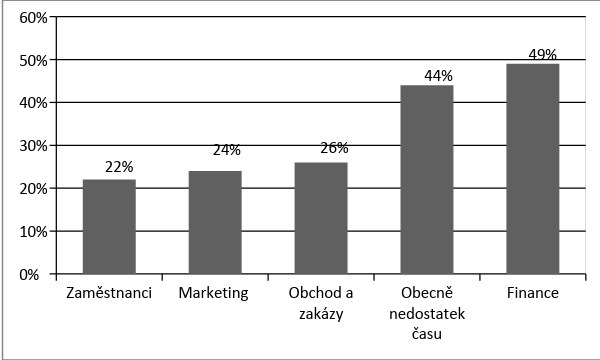 60%
50%
40%
30%
20%
10%
0%
22%
24%
26%
44%
49%
Zaměstnanci
Marketing
Obchod a
zakázy
Obecně
nedostatek
času
Finance